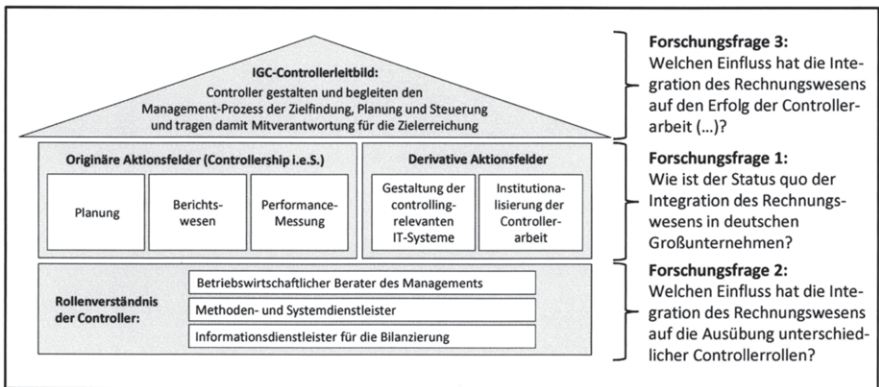 IGC-Controllerleitbild:
Controller gestalten und begleiten den
Management-Prozess der Zielfindung, Planung und Steuerung
und tragen damit Mitverantwortung für die Zielerreichung
Forschungsfrage 3:
Welchen Einfluss hat die Inte-
gration des Rechnungswesens
auf den Erfolg der Controller-
arbeit (...)?
Originäre Aktionsfelder (Controllership i.e.S.)
Planung
Berichts-
wesen
Performance-
Messung
Derivative Aktionsfelder
Gestaltung der
controlling-
relevanten
IT-Systeme
Institutiona-
lisierung der
Controller-
arbeit
Forschungsfrage 1:
Wie ist der Status quo der
Integration des Rechnungs-
wesens in deutschen
Großunternehmen?
Rollenverständnis
der Controller:
Betriebswirtschaftlicher Berater des Managements
Methoden- und Systemdienstleister
Informationsdienstleister für die Bilanzierung
Forschungsfrage 2:
Welchen Einfluss hat die Inte-
gration des Rechnungswesens
auf die Ausübung unterschied-
licher Controllerrollen?